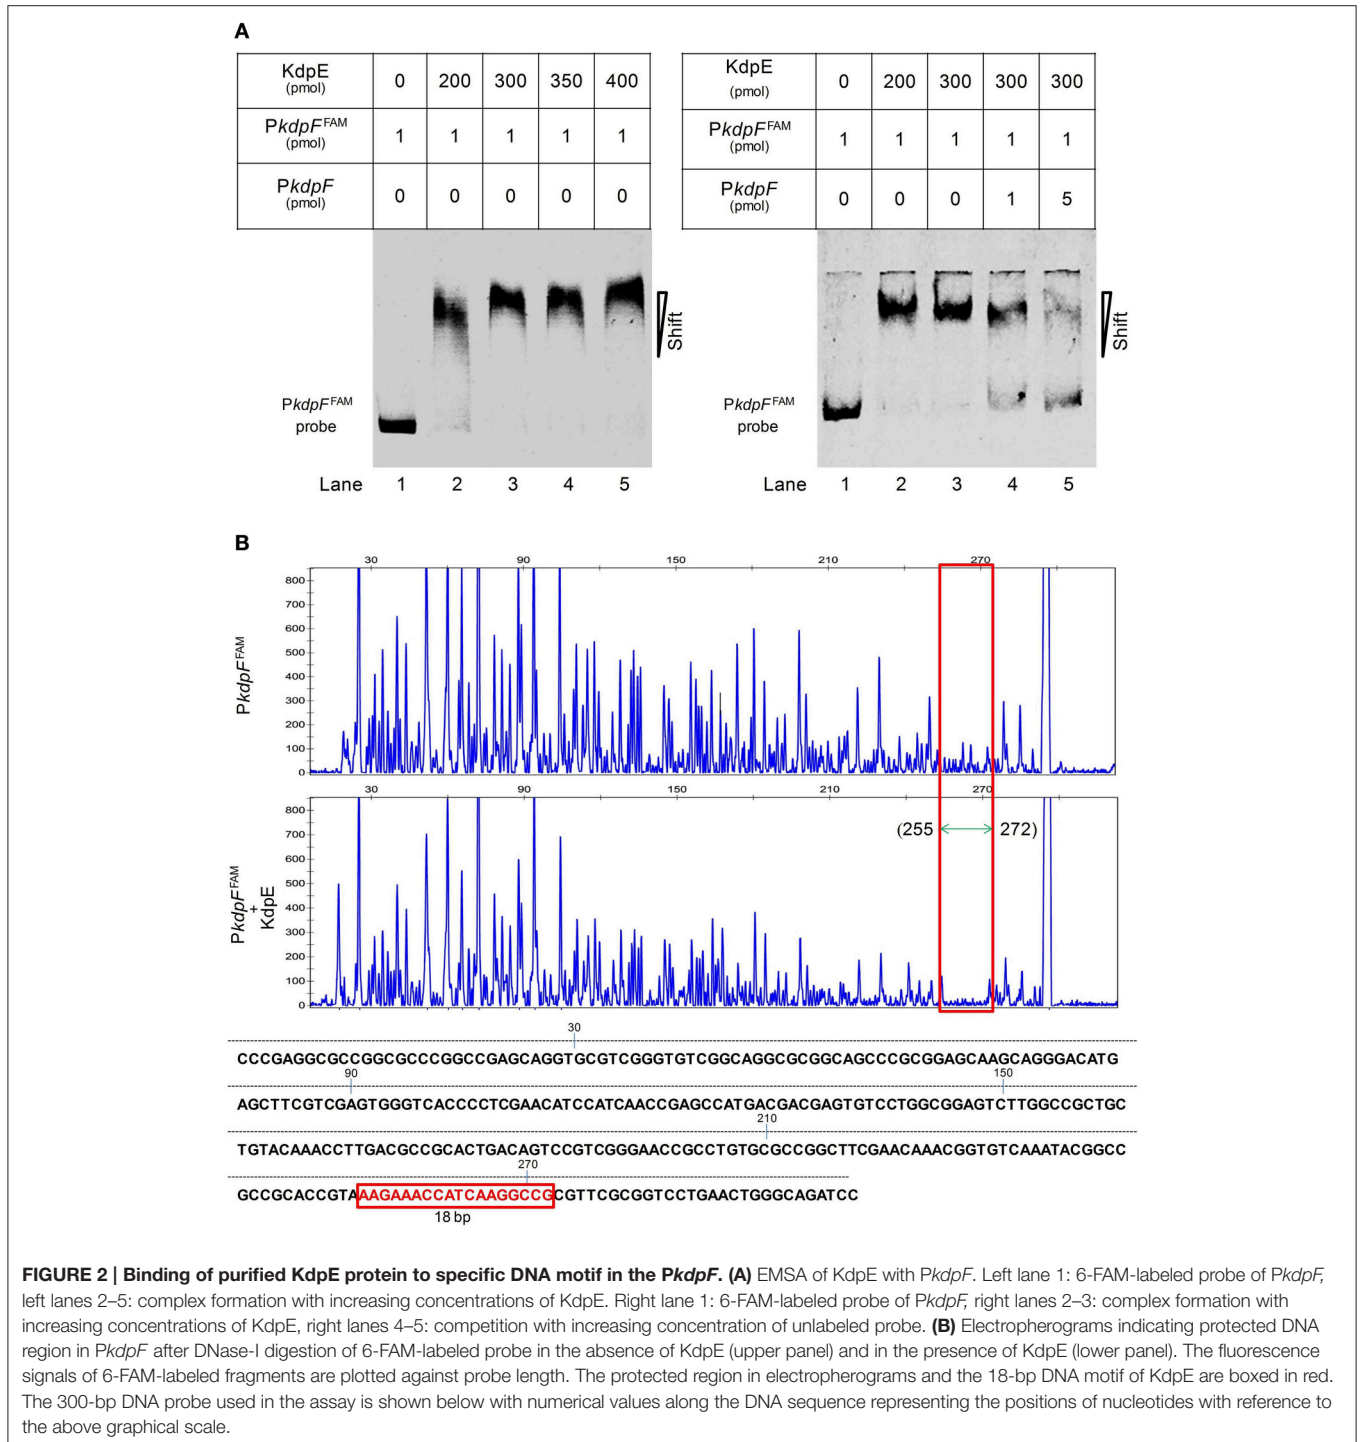 A
KdpE (pmol) 0 200 300 350 400
PkdpF^FAM (pmol) 1 1 1 1 1
PkdpF (pmol) 0 0 0 0 0
PkdpF^FAM
probe
Shift
Lane 1 2 3 4 5
KdpE (pmol) 0 200 300 300 300
PkdpF^FAM (pmol) 1 1 1 1 1
PkdpF (pmol) 0 0 0 1 5
PkdpF^FAM
probe
Shift
Lane 1 2 3 4 5
B
30 90 150 210 270
800
700
600
500
400
300
200
100
0
PkdpF^FAM
30 90 150 210 270
800
700
600
500
400
300
200
100
0
PkdpF^FAM
+
KdpE
(255 272)
30
CCCGAGGCGCCGGCGCCCGGCCGAGCAGGTGCGTCGGGTGTCGGCAGGCGCGGCAGCCCGCGGAGCAAGCAGGGACATG
90 150
AGCTTCGTCGAGTGGGTCACCCCTCGAACATCCATCAACCGAGCCATGACGACGAGTGTCCTGGCGGAGTCTTGGCCGCTGC
210
TGTACAAACCTTGACGCCGCACTGACAGTCCGTCGGGAACCGCCTGTGCGCCGGCTTCGAACAAACGGTGTCAAATACGGCC
270
GCCGCACCGTAAAGAAACCATCAAGGCCGCGTTCGCGGTCCTGAACTGGGCAGATCC
18 bp
FIGURE 2 | Binding of purified KdpE protein to specific DNA motif in the PkdpF. (A) EMSA of KdpE with PkdpF. Left lane 1: 6-FAM-labeled probe of PkdpF,
left lanes 2–5: complex formation with increasing concentrations of KdpE. Right lane 1: 6-FAM-labeled probe of PkdpF, right lanes 2–3: complex formation with
increasing concentrations of KdpE, right lanes 4–5: competition with increasing concentration of unlabeled probe. (B) Electropherograms indicating protected DNA
region in PkdpF after DNase-I digestion of 6-FAM-labeled probe in the absence of KdpE (upper panel) and in the presence of KdpE (lower panel). The fluorescence
signals of 6-FAM-labeled fragments are plotted against probe length. The protected region in electropherograms and the 18-bp DNA motif of KdpE are boxed in red.
The 300-bp DNA probe used in the assay is shown below with numerical values along the DNA sequence representing the positions of nucleotides with reference to
the above graphical scale.